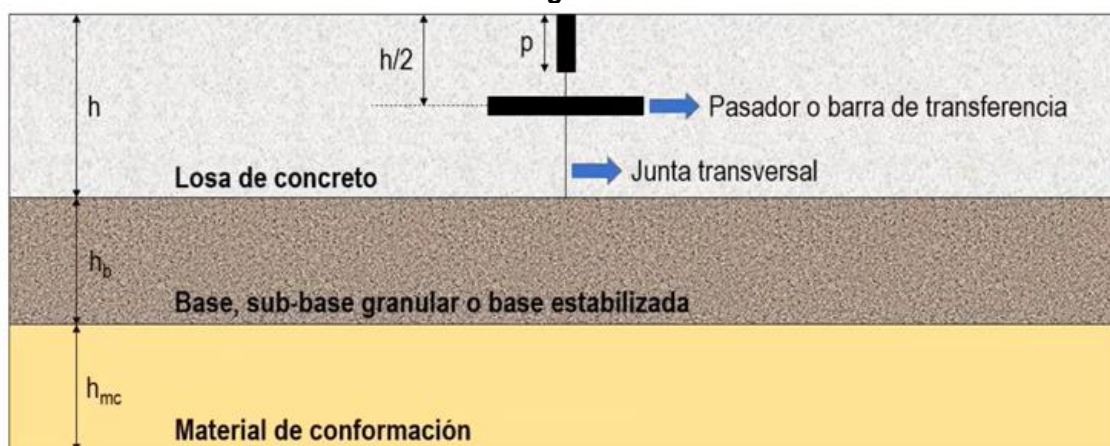 h
h/2
p
Pasador o barra de transferencia
Junta transversal
Losa de concreto
h_b
Base, sub-base granular o base estabilizada
h_mc
Material de conformación